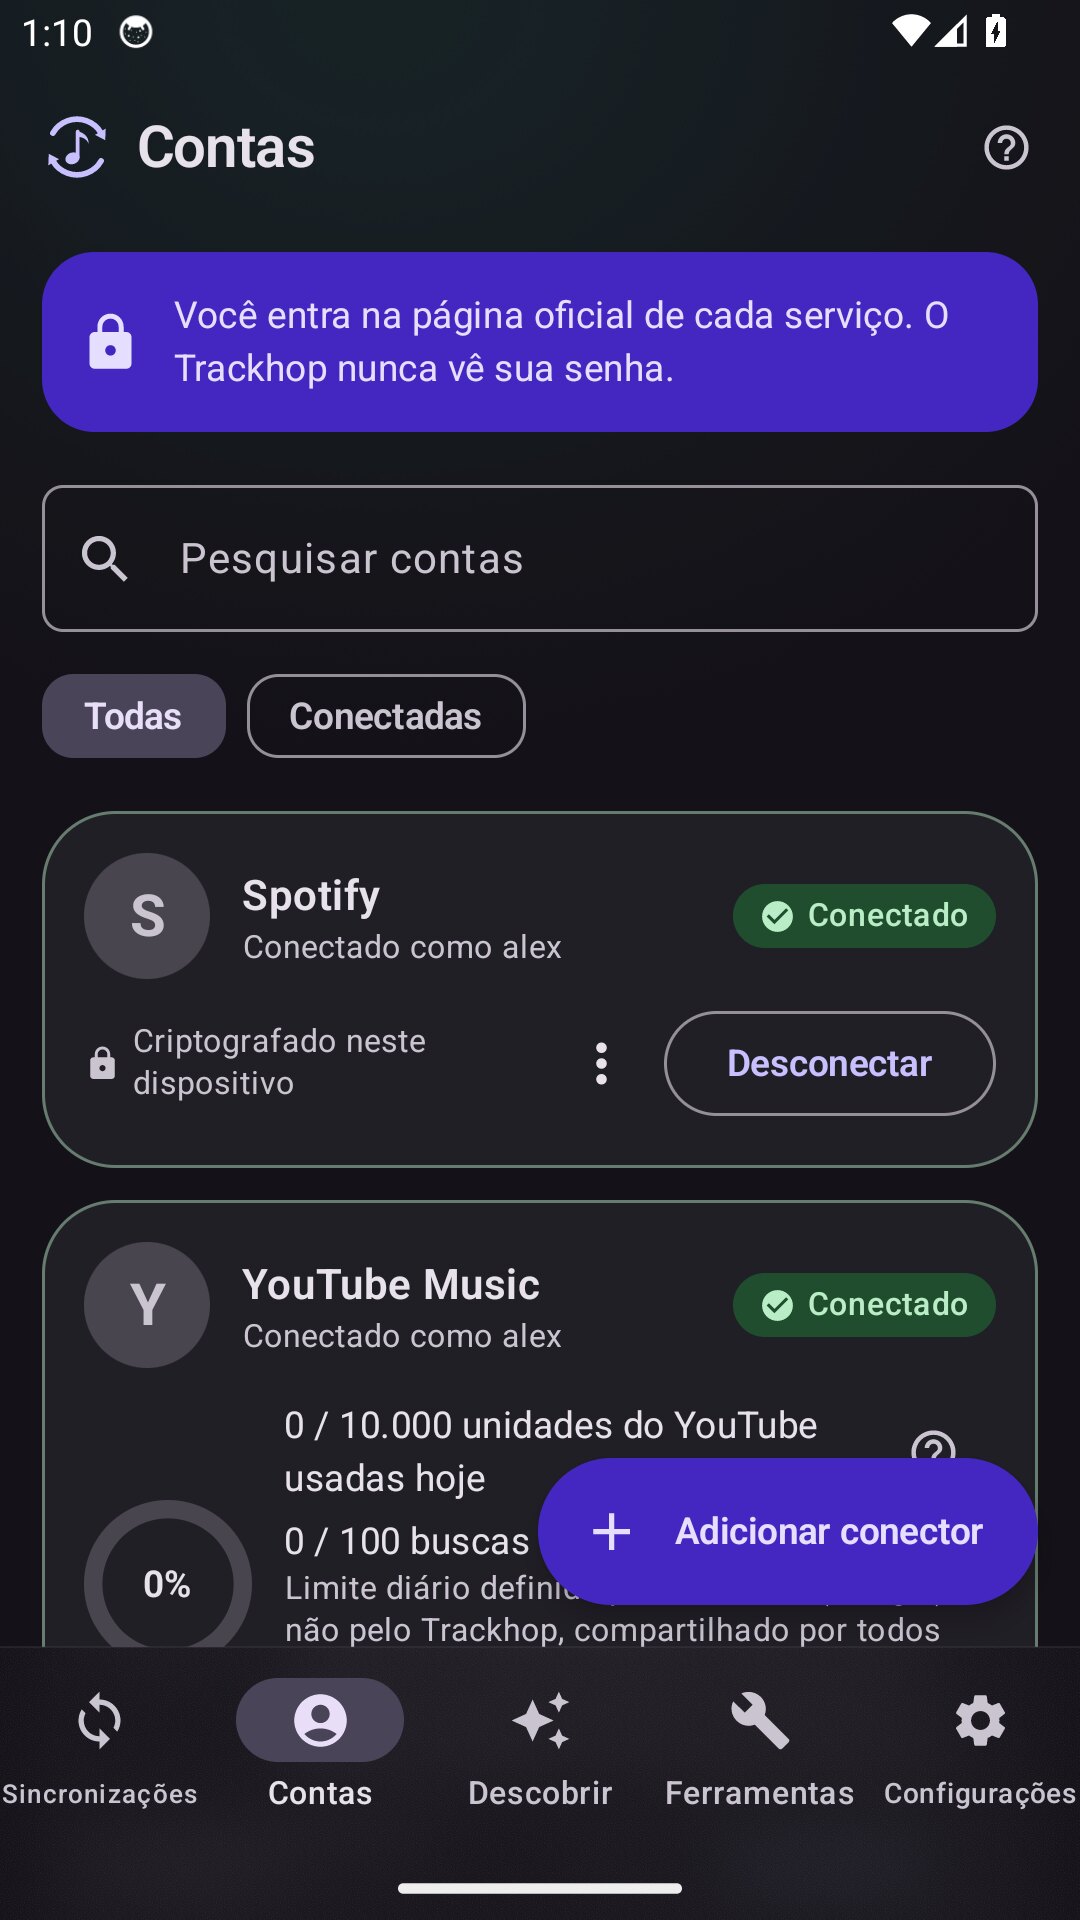 1:10
Contas
Você entra na página oficial de cada serviço. O
Trackhop nunca vê sua senha.
Pesquisar contas
Todas
Conectadas
S
Spotify
Conectado como alex
Conectado
Criptografado neste
dispositivo
Desconectar
Y
YouTube Music
Conectado como alex
Conectado
0 / 10.000 unidades do YouTube
usadas hoje
0 / 100 buscas
0%
Limite diário
não pelo Trackhop, compartilhado por todos
Adicionar conector
Sincronizações
Contas
Descobrir
Ferramentas
Configurações